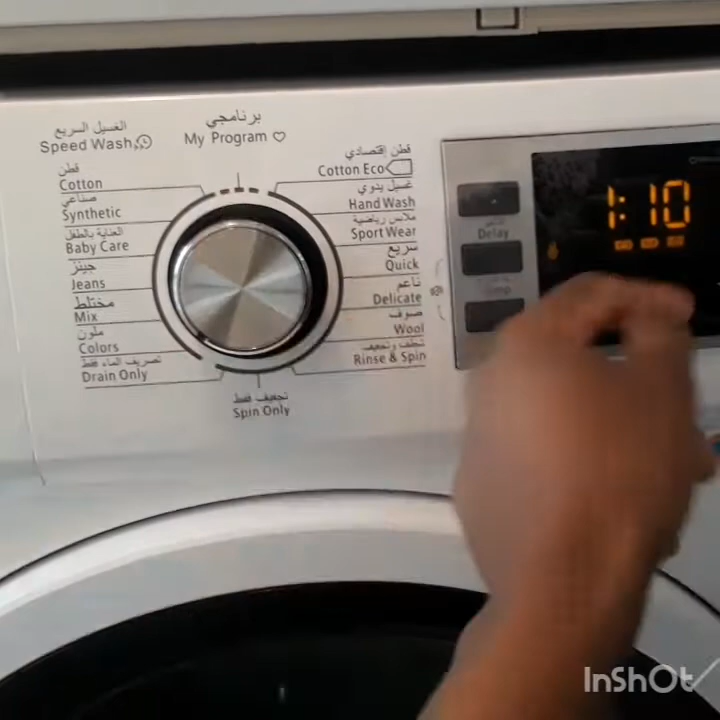 الغسيل السريع
Speed Wash
برنامجي
My Program
قطن
Cotton
صناعي
Synthetic
العناية بالطفل
Baby Care
جينز
Jeans
مختلط
Mix
ملون
Colors
تصريف الماء فقط
Drain Only
تجفيف فقط
Spin Only
قطن إقتصادي
Cotton Eco
غسيل يدوي
Hand Wash
ملابس رياضية
Sport Wear
سريع
Quick
ناعم
Delicate
صوف
Wool
شطف وتجفيف
Rinse & Spin
Delay
1:10
InShOt